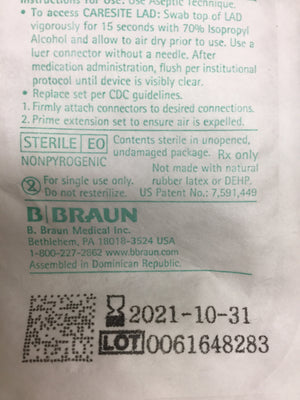 Instructions for Use: Use Aseptic Technique.
• To access CARESITE LAD: Swab top of LAD
vigorously for 15 seconds with 70% Isopropyl
Alcohol and allow to air dry prior to use. Use a
luer connector without a needle. After
medication administration, flush per institutional
protocol until device is visibly clear.
• Replace set per CDC guidelines.
1. Firmly attach connectors to desired connections.
2. Prime extension set to ensure air is expelled.
STERILE EO Contents sterile in unopened,
undamaged package. Rx only
NONPYROGENIC
Not made with natural
rubber latex or DEHP.
2 For single use only.
Do not resterilize. US Patent No.: 7,591,449
B BRAUN
B. Braun Medical Inc.
Bethlehem, PA 18018-3524 USA
1-800-227-2862 www.bbraun.com
Assembled in Dominican Republic.
2021-10-31
LOT 0061648283